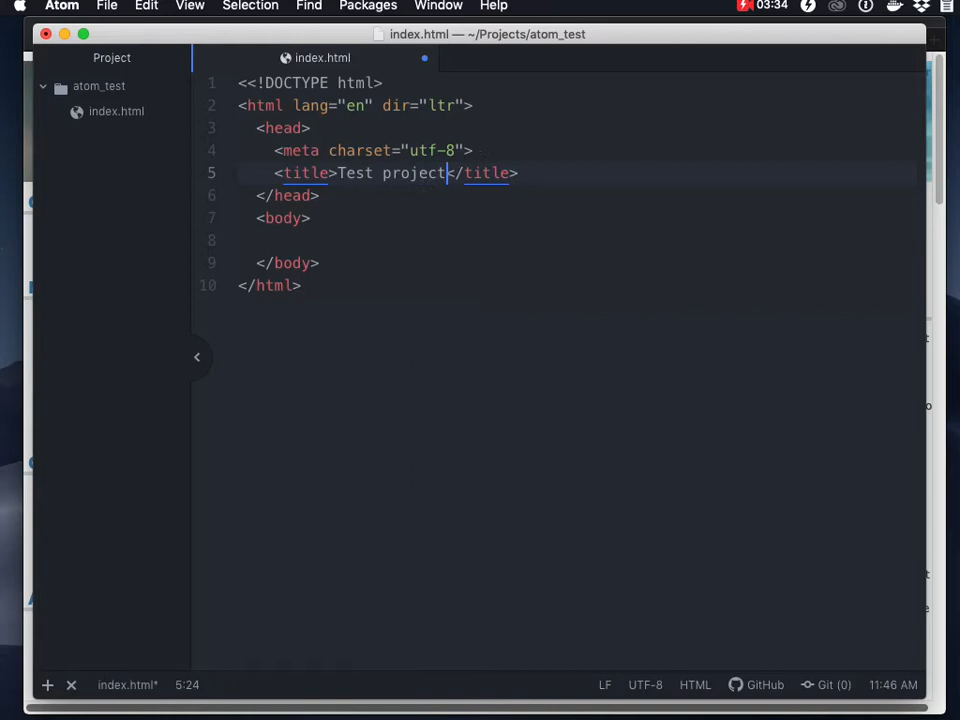 Atom File Edit View Selection Find Packages Window Help 03:34
index.html — ~/Projects/atom_test
Project
index.html
atom_test
index.html
1 <<!DOCTYPE html>
2 <html lang="en" dir="ltr">
3 <head>
4 <meta charset="utf-8">
5 <title>Test project</title>
6 </head>
7 <body>
8
9 </body>
10 </html>
index.html* 5:24 LF UTF-8 HTML GitHub Git (0) 11:46 AM